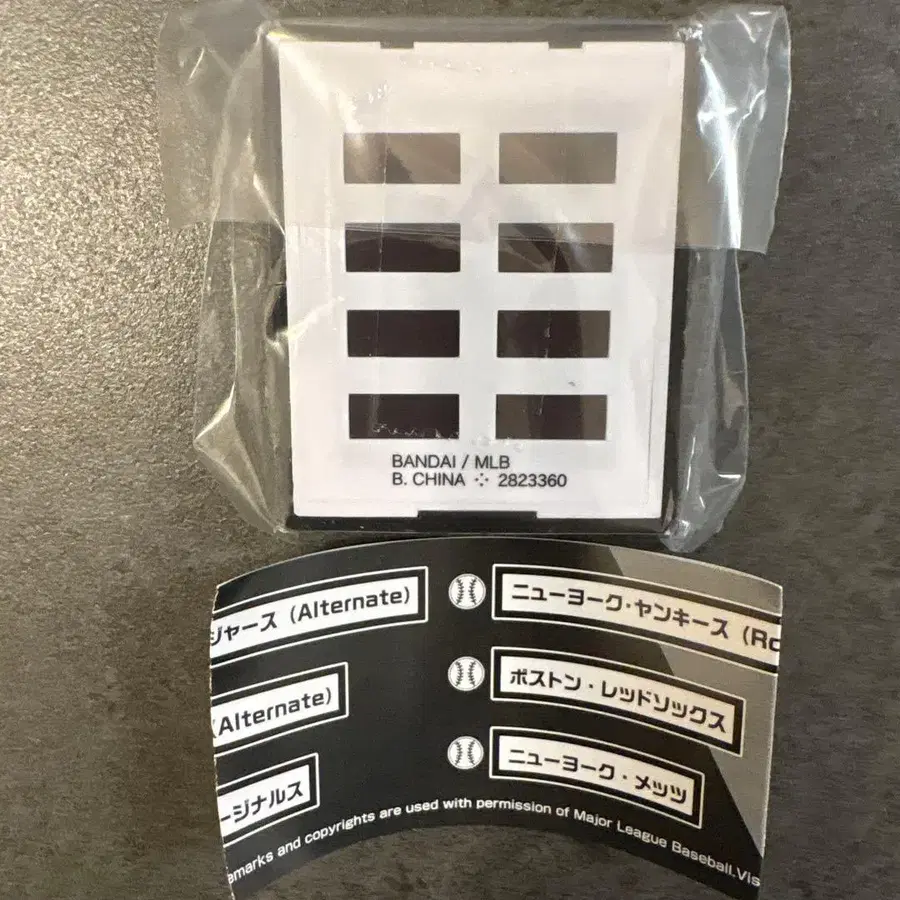 BANDAI / MLB
B. CHINA ⁘ 2823360
ジャース (Alternate)
ニューヨーク・ヤンキース (Ro
(Alternate)
ボストン・レッドソックス
ージナルス
ニューヨーク・メッツ
emarks and copyrights are used with permission of Major League Baseball.Vis